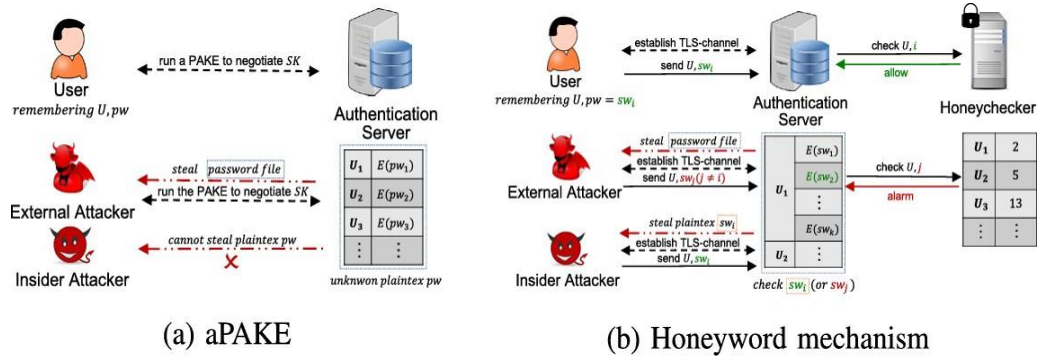 run a PAKE to negotiate SK
User
remembering U, pw
Authentication
Server
steal password file
run the PAKE to negotiate SK
External Attacker
cannot steal plaintex pw
✗
Insider Attacker
U₁ E(pw₁)
U₂ E(pw₂)
U₃ E(pw₃)
⋮ ⋮
unknwon plaintex pw
(a) aPAKE
establish TLS-channel
send U, swᵢ
User
remembering U, pw = swᵢ
Authentication
Server
check U, i
allow
Honeychecker
steal password file
establish TLS-channel
send U, swⱼ(j ≠ i)
External Attacker
steal plaintex swᵢ
establish TLS-channel
send U, swᵢ
Insider Attacker
U₁
E(sw₁)
E(sw₂)
⋮
E(swₖ)
U₂ ⋮
check swᵢ (or swⱼ)
check U, j
alarm
U₁ 2
U₂ 5
U₃ 13
⋮ ⋮
(b) Honeyword mechanism